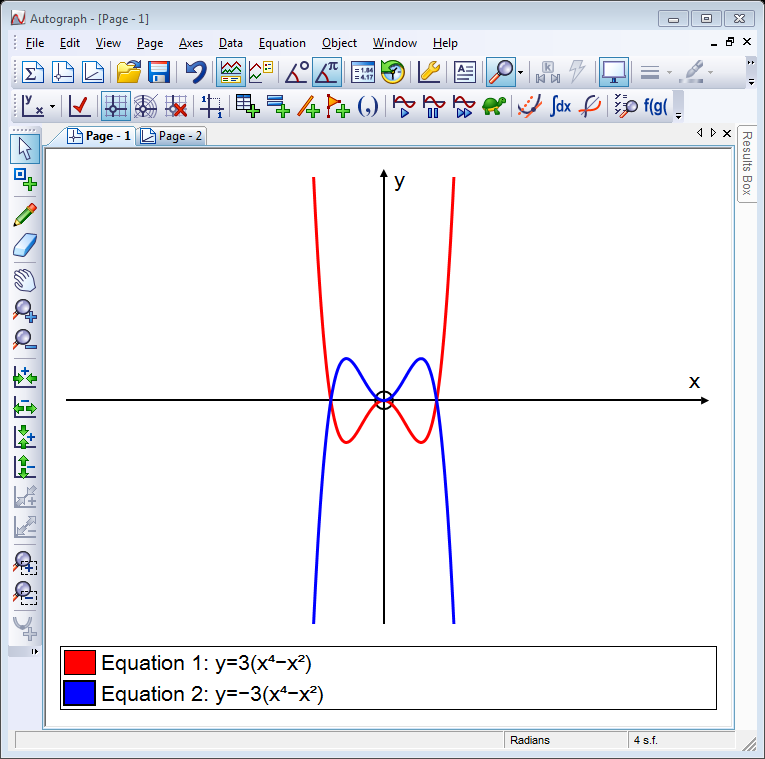 Autograph - [Page - 1]
File Edit View Page Axes Data Equation Object Window Help
Page - 1 Page - 2
Results Box
y
x
Equation 1: y=3(x⁴−x²)
Equation 2: y=−3(x⁴−x²)
Radians 4 s.f.